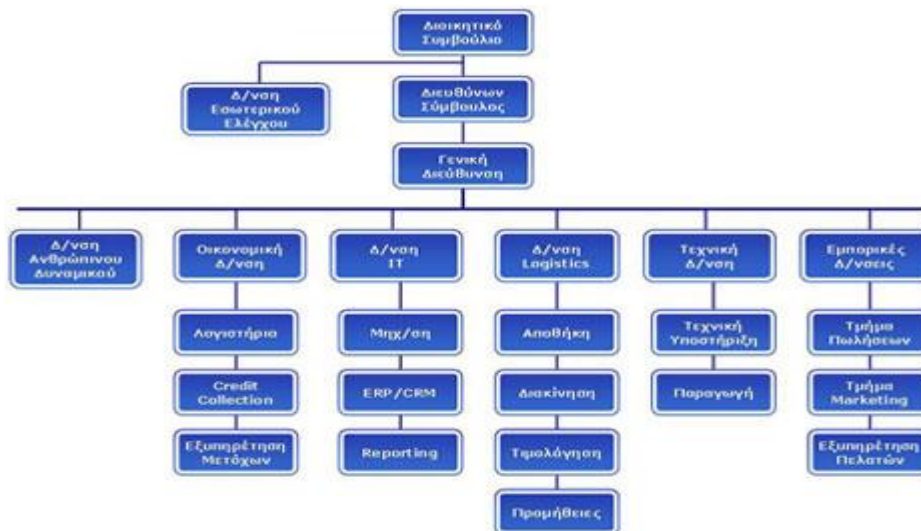 Διοικητικό
Συμβούλιο
Δ/νση
Εσωτερικού
Ελέγχου
Διευθύνων
Σύμβουλος
Γενική
Διεύθυνση
Δ/νση
Ανθρώπινου
Δυναμικού
Οικονομική
Δ/νση
Δ/νση
IT
Δ/νση
Logistics
Τεχνική
Δ/νση
Εμπορικές
Δ/νσεις
Λογιστήρια
Μηχ/ση
Αποθήκη
Τεχνική
Υποστήριξη
Τμήμα
Πωλήσεων
Credit
Collection
ERP/CRM
Διακίνηση
Παραγωγή
Τμήμα
Marketing
Εξυπηρέτηση
Μετόχων
Reporting
Τιμολόγηση
Εξυπηρέτηση
Πελατών
Προμήθειες